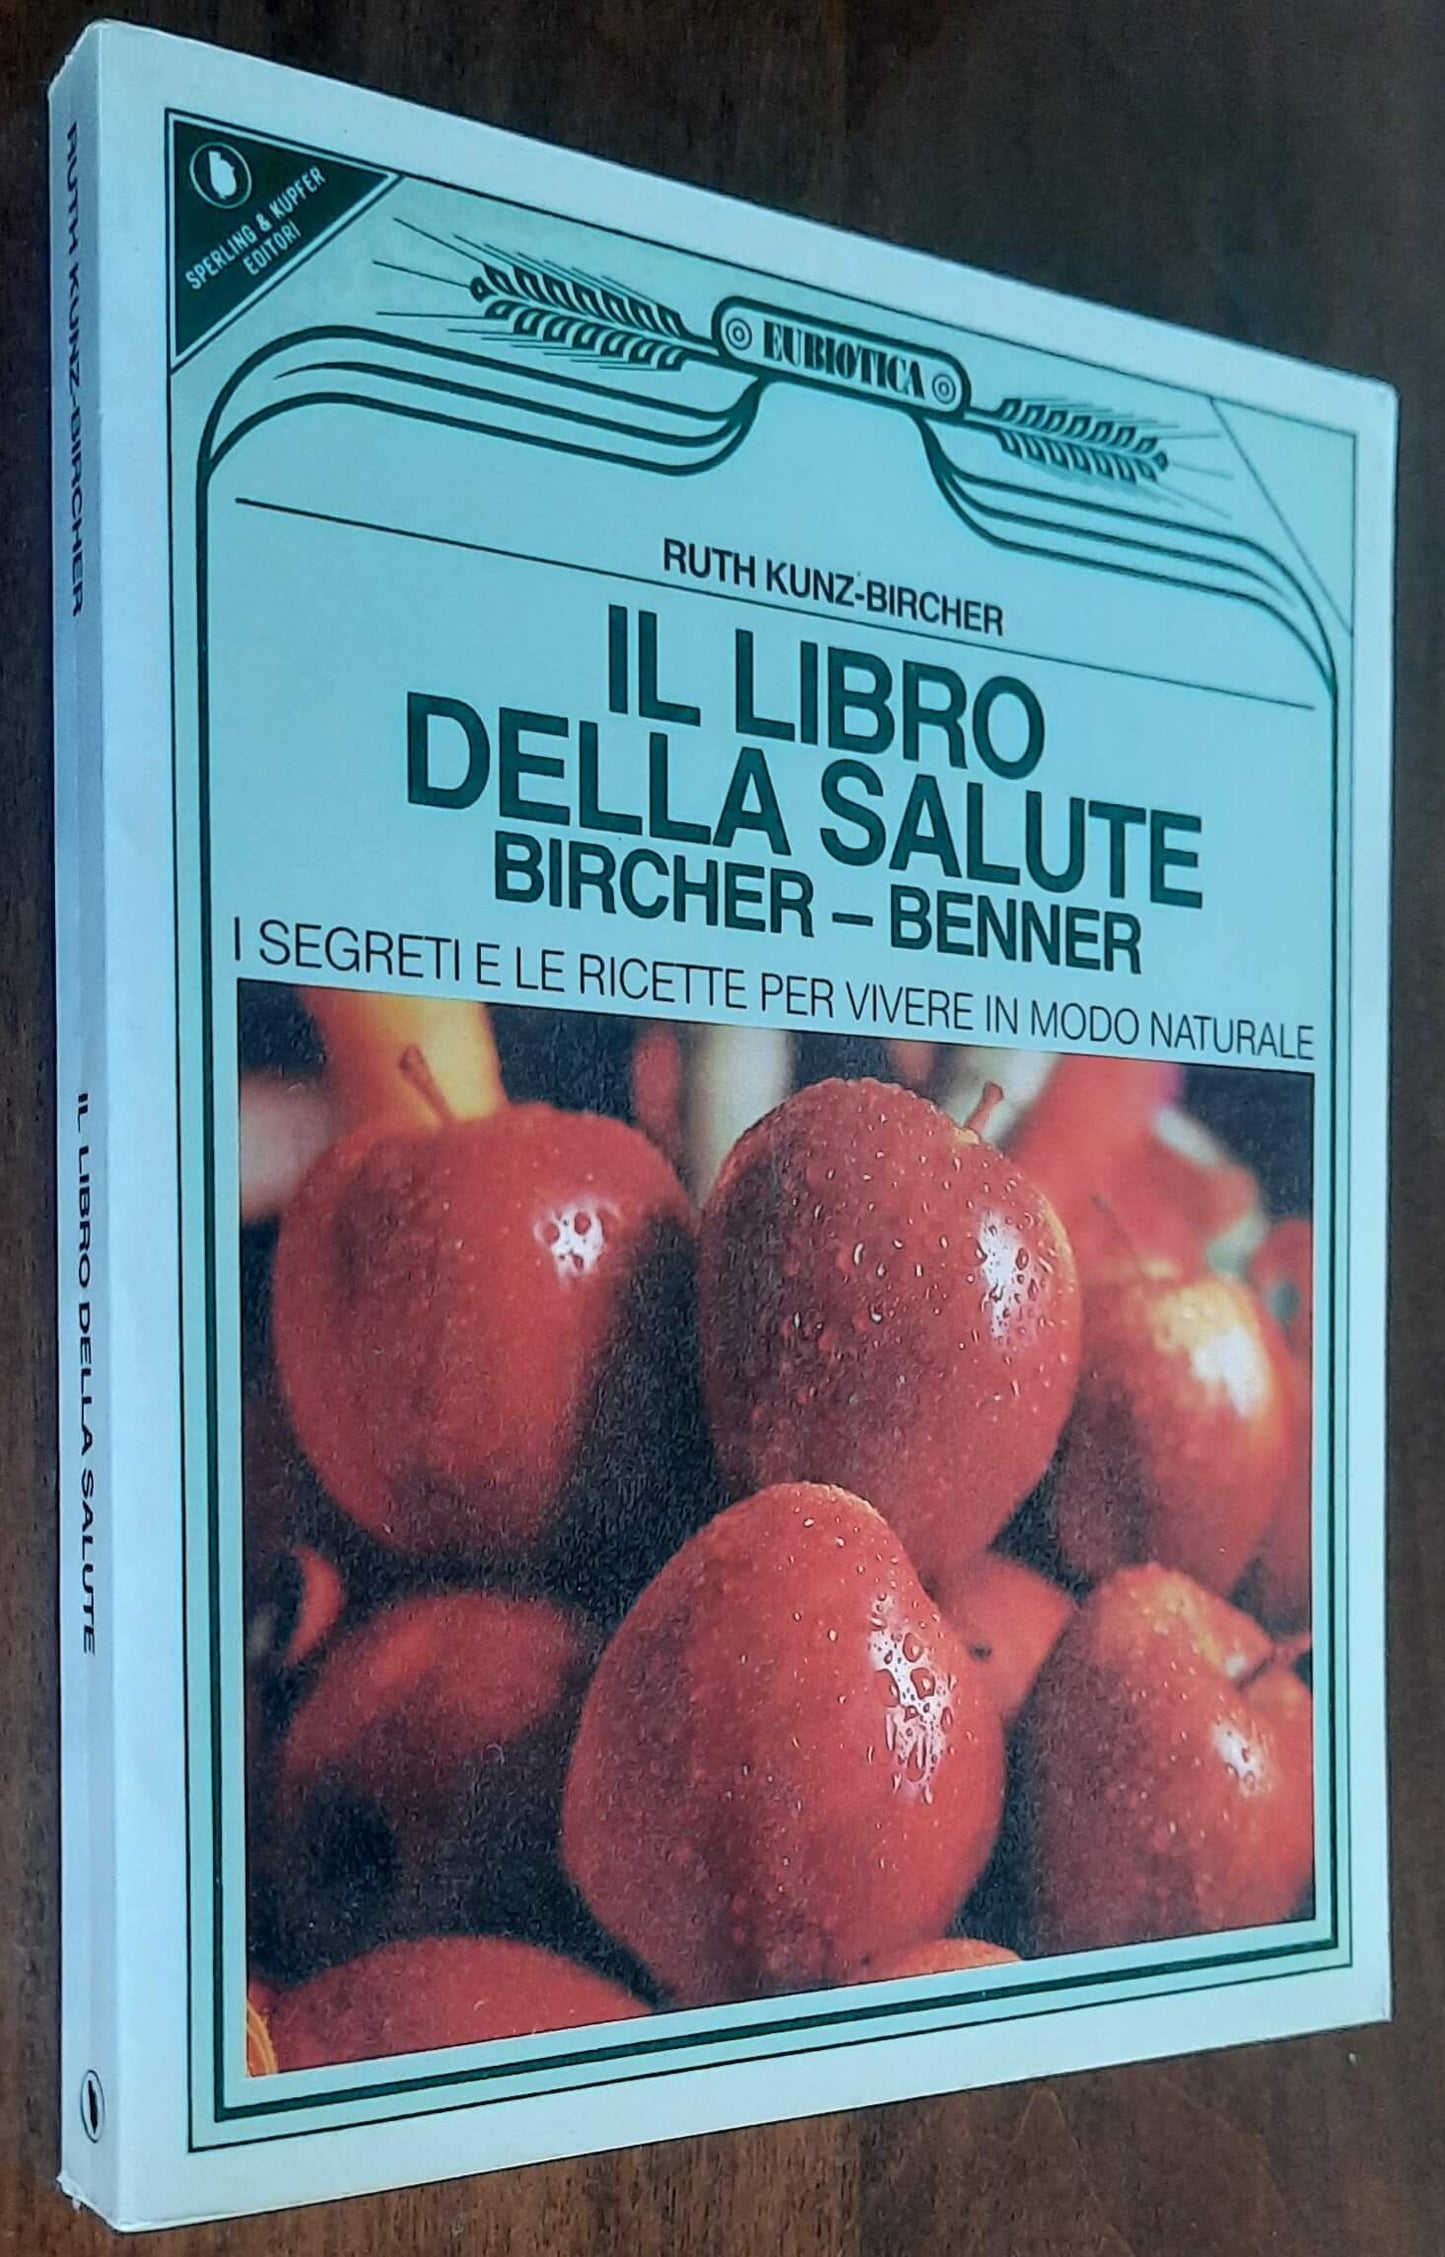 SPERLING & KUPFER
EDITORI
EUBIOTICA
RUTH KUNZ-BIRCHER
IL LIBRO
DELLA SALUTE
BIRCHER – BENNER
I SEGRETI E LE RICETTE PER VIVERE IN MODO NATURALE
RUTH KUNZ-BIRCHER
IL LIBRO DELLA SALUTE